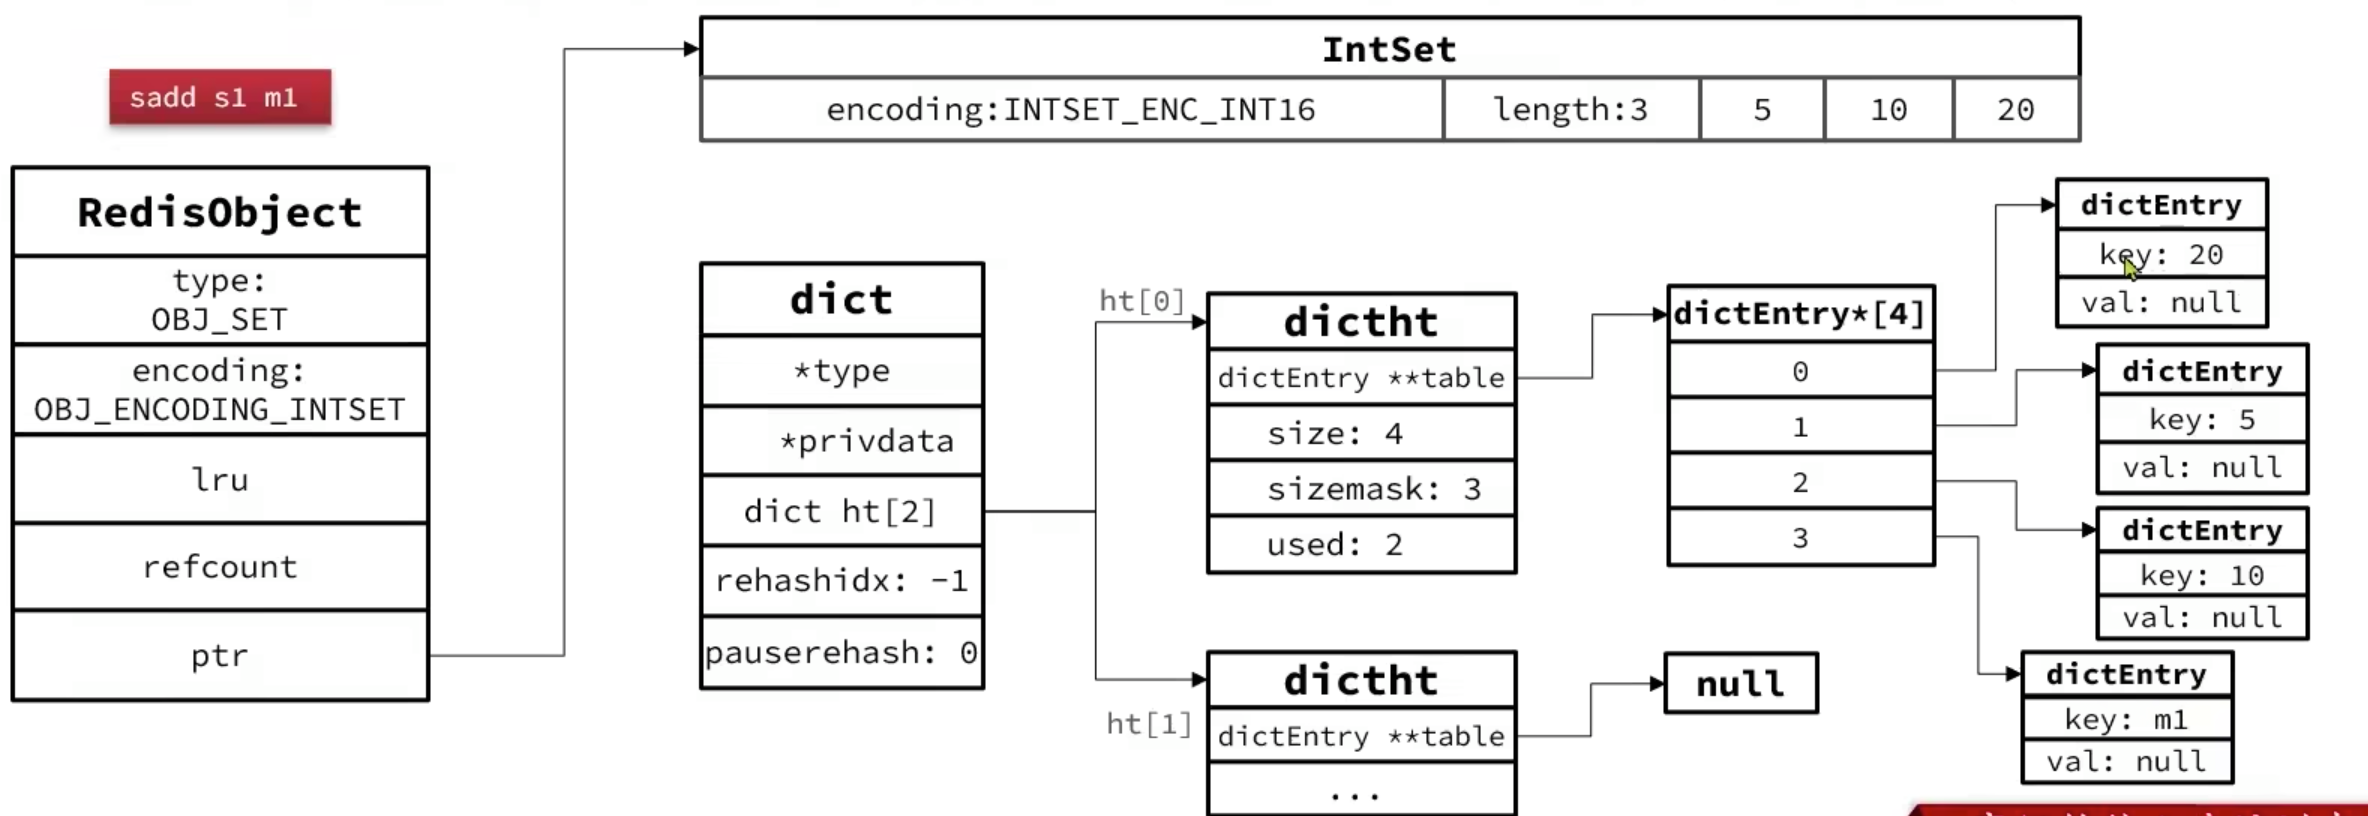 sadd s1 m1
RedisObject
type:
OBJ_SET
encoding:
OBJ_ENCODING_INTSET
lru
refcount
ptr
IntSet
encoding:INTSET_ENC_INT16
length:3
5
10
20
dict
*type
*privdata
dict ht[2]
rehashidx: -1
pauserehash: 0
ht[0]
dictht
dictEntry **table
size: 4
sizemask: 3
used: 2
ht[1]
dictht
dictEntry **table
...
dictEntry*[4]
0
1
2
3
null
dictEntry
key: 20
val: null
dictEntry
key: 5
val: null
dictEntry
key: 10
val: null
dictEntry
key: m1
val: null